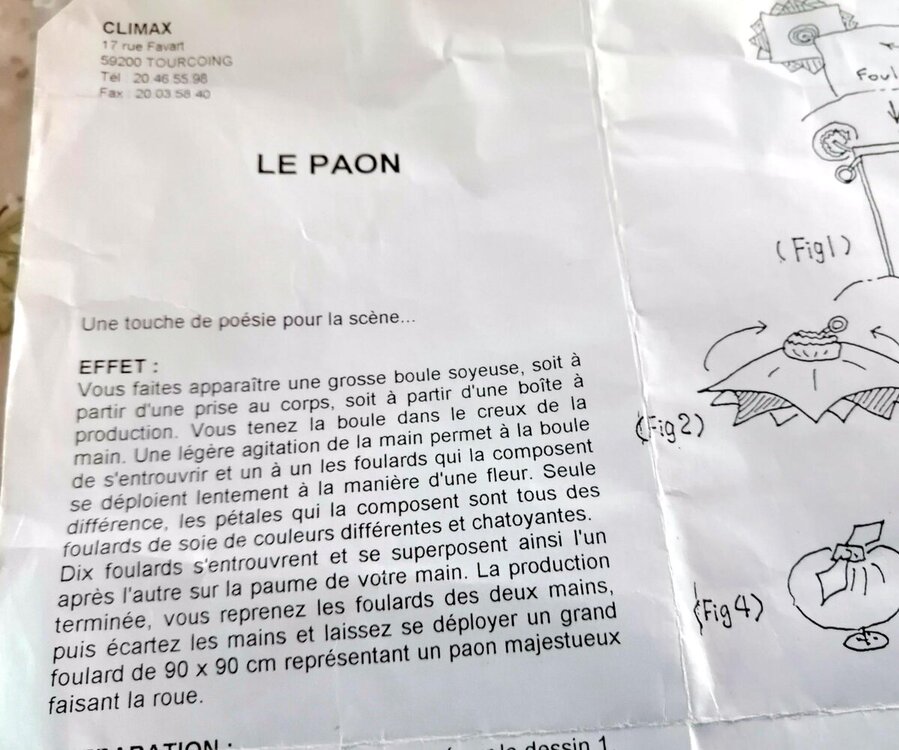 CLIMAX
17 rue Favart
59200 TOURCOING
Tél 20 46 55 98
Fax 20 03 58 40
LE PAON
Une touche de poésie pour la scène...
EFFET :
Vous faites apparaître une grosse boule soyeuse, soit à
partir d'une prise au corps, soit à partir d'une boîte à
production. Vous tenez la boule dans le creux de la
main. Une légère agitation de la main permet à la boule
de s'entrouvrir et un à un les foulards qui la composent
se déploient lentement à la manière d'une fleur. Seule
différence, les pétales qui la composent sont tous des
foulards de soie de couleurs différentes et chatoyantes.
Dix foulards s'entrouvrent et se superposent ainsi l'un
après l'autre sur la paume de votre main. La production
terminée, vous reprenez les foulards des deux mains,
puis écartez les mains et laissez se déployer un grand
foulard de 90 x 90 cm représentant un paon majestueux
faisant la roue.
dessin 1
Foul
(Fig1)
(Fig2)
(Fig4)